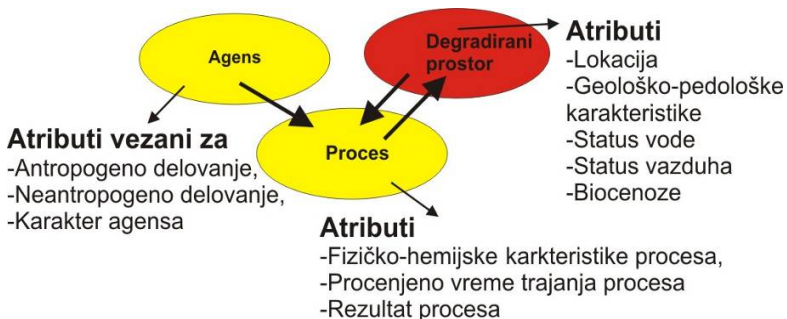 Agens
Degradirani
prostor
Proces
Atributi
-Lokacija
-Geološko-pedološke
karakteristike
-Status vode
-Status vazduha
-Biocenoze
Atributi vezani za
-Antropogeno delovanje,
-Neantropogeno delovanje,
-Karakter agensa
Atributi
-Fizičko-hemijske karkteristike procesa,
-Procenjeno vreme trajanja procesa
-Rezultat procesa